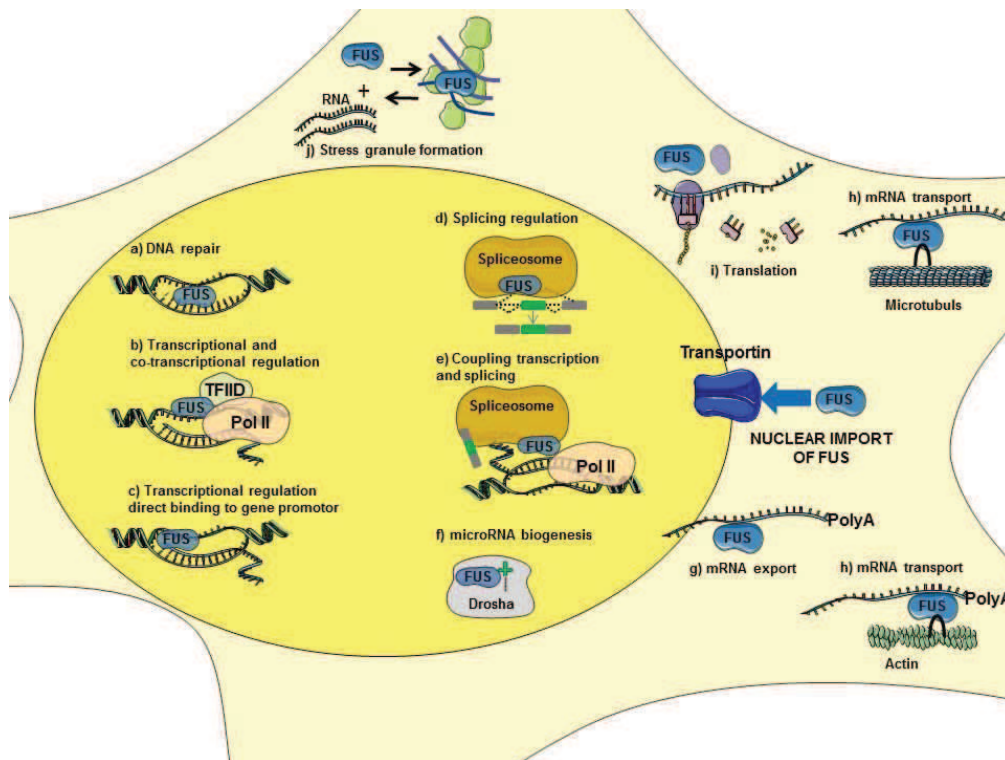 FUS
RNA +
FUS
j) Stress granule formation
a) DNA repair
FUS
b) Transcriptional and
co-transcriptional regulation
TFIID
FUS
Pol II
c) Transcriptional regulation
direct binding to gene promotor
FUS
d) Splicing regulation
Spliceosome
FUS
e) Coupling transcription
and splicing
Spliceosome
FUS
Pol II
f) microRNA biogenesis
FUS
Drosha
FUS
i) Translation
h) mRNA transport
FUS
Microtubuls
Transportin
FUS
NUCLEAR IMPORT
OF FUS
PolyA
FUS
g) mRNA export
h) mRNA transport
FUS
PolyA
Actin